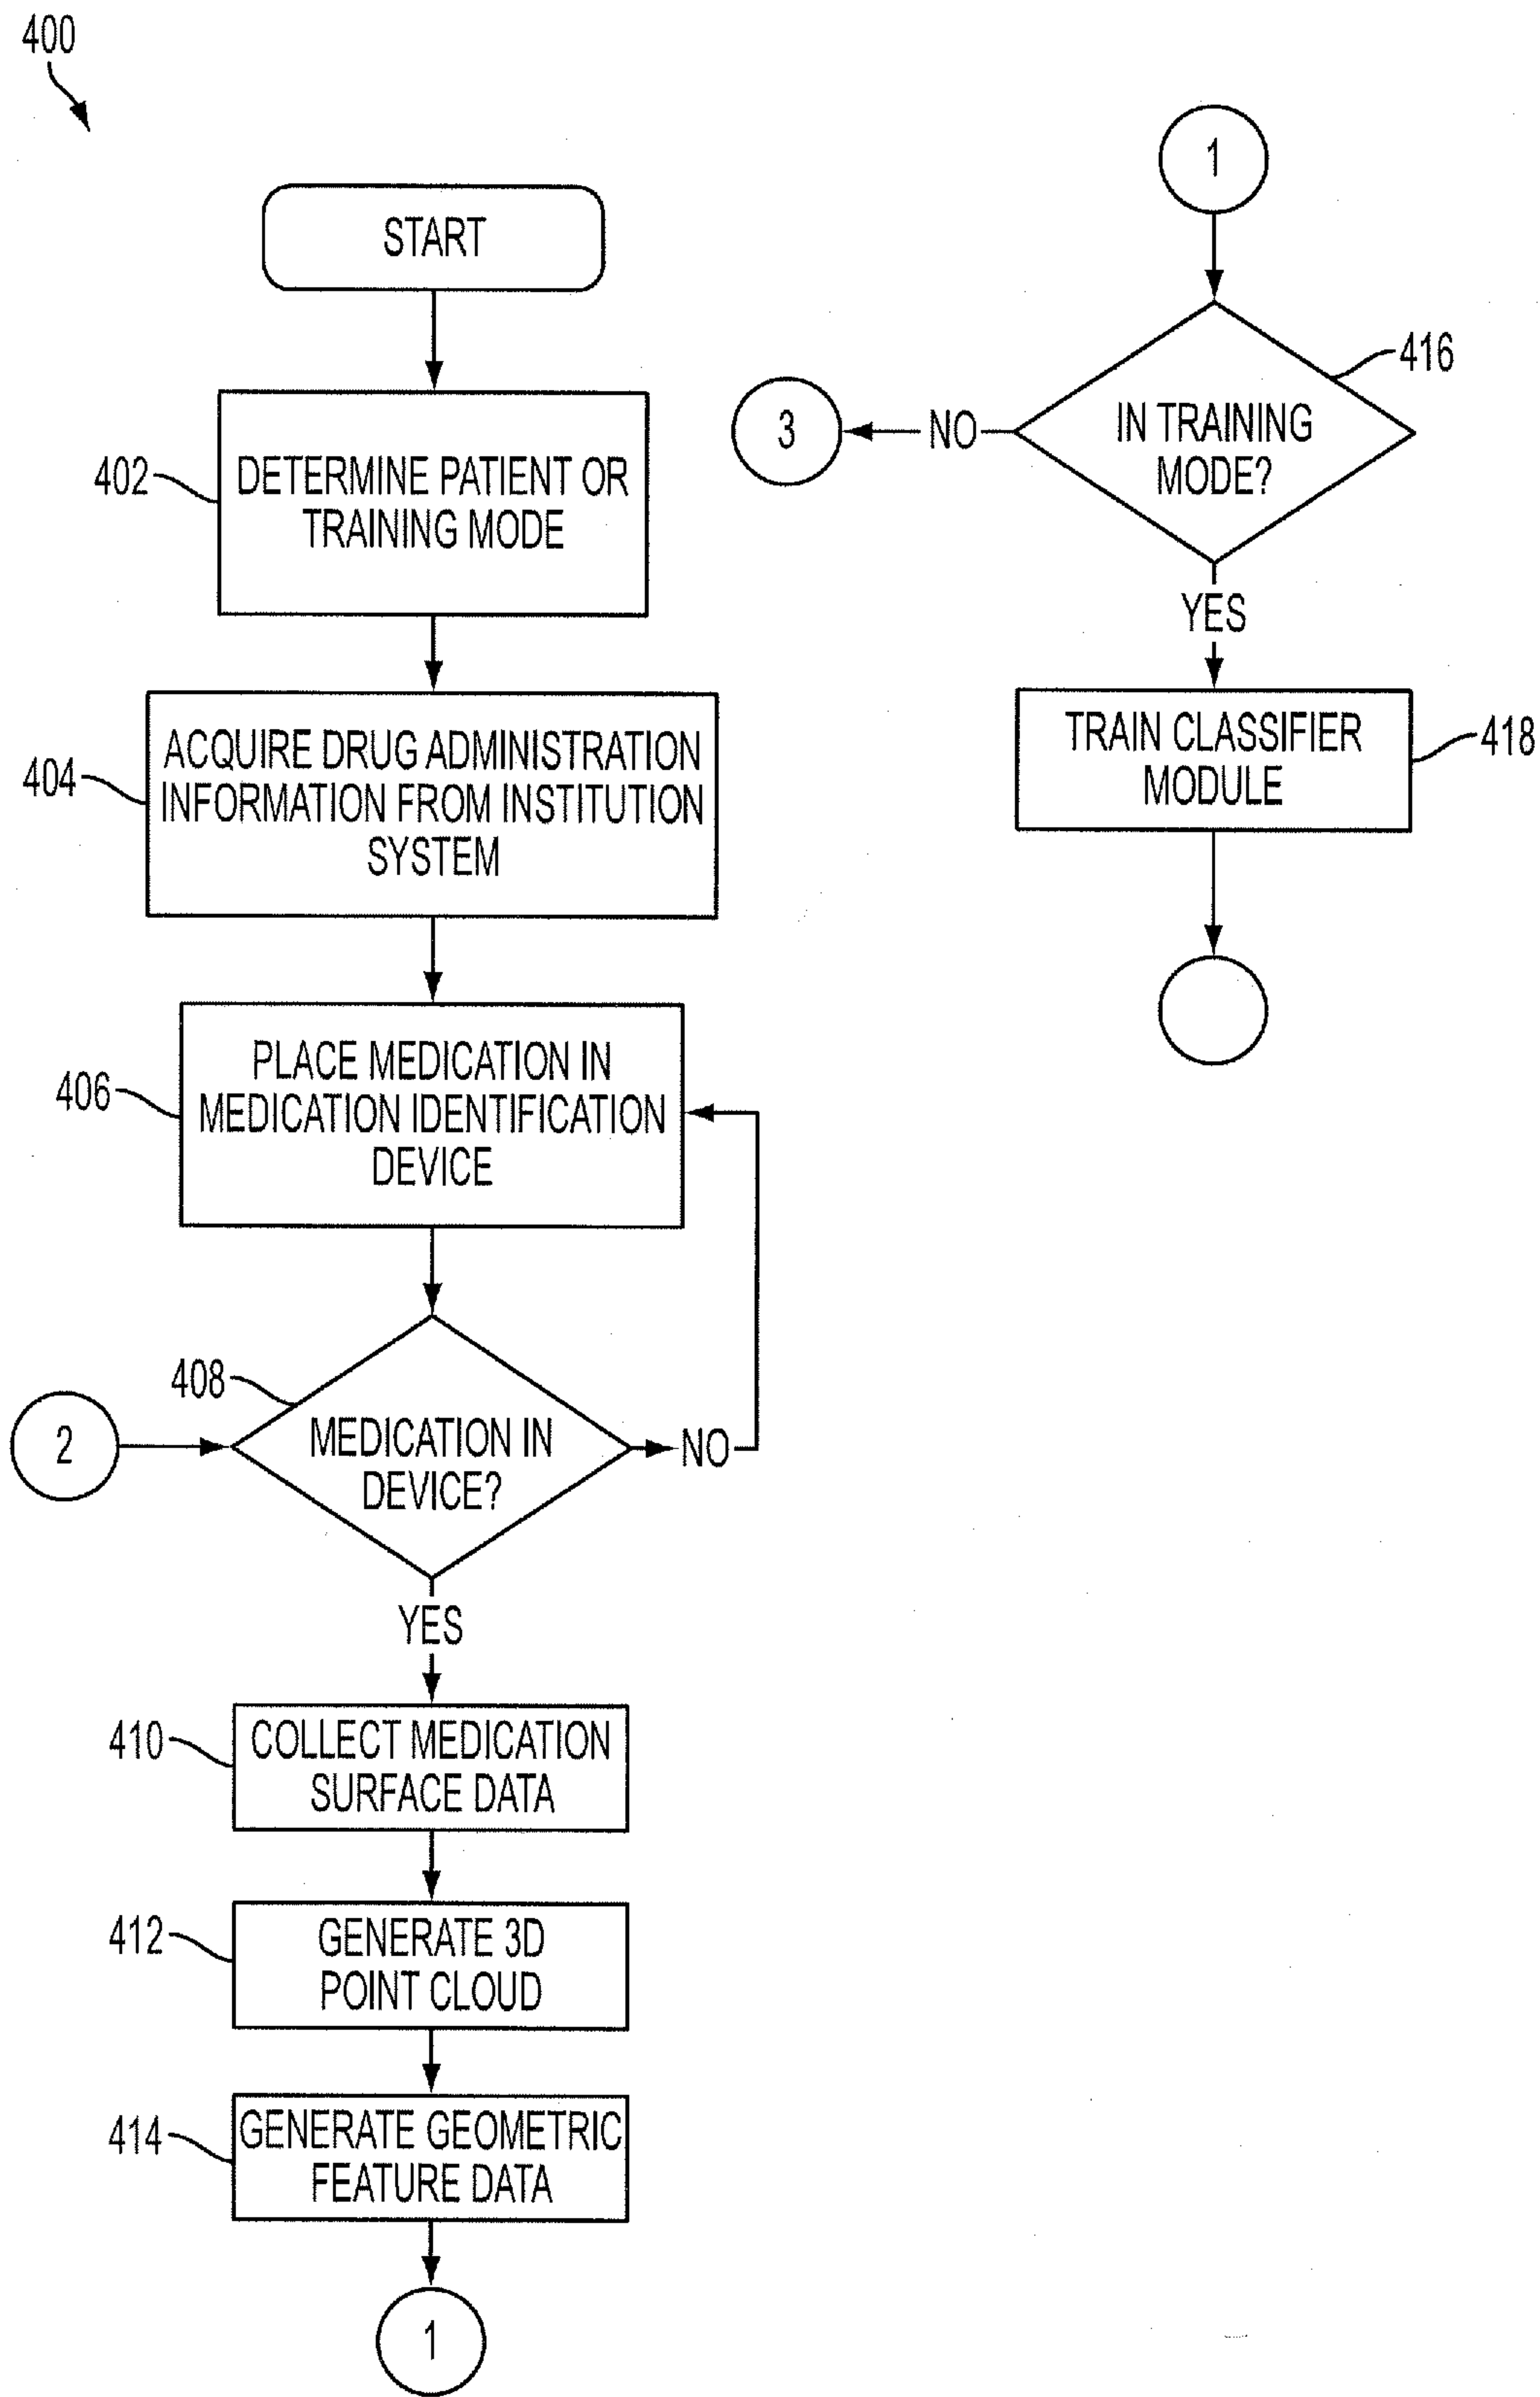 400
START
402
DETERMINE PATIENT OR
TRAINING MODE
404
ACQUIRE DRUG ADMINISTRATION
INFORMATION FROM INSTITUTION
SYSTEM
406
PLACE MEDICATION IN
MEDICATION IDENTIFICATION
DEVICE
408
2
MEDICATION IN
DEVICE?
NO
YES
410
COLLECT MEDICATION
SURFACE DATA
412
GENERATE 3D
POINT CLOUD
414
GENERATE GEOMETRIC
FEATURE DATA
1
1
416
IN TRAINING
MODE?
NO
3
YES
TRAIN CLASSIFIER
MODULE
418